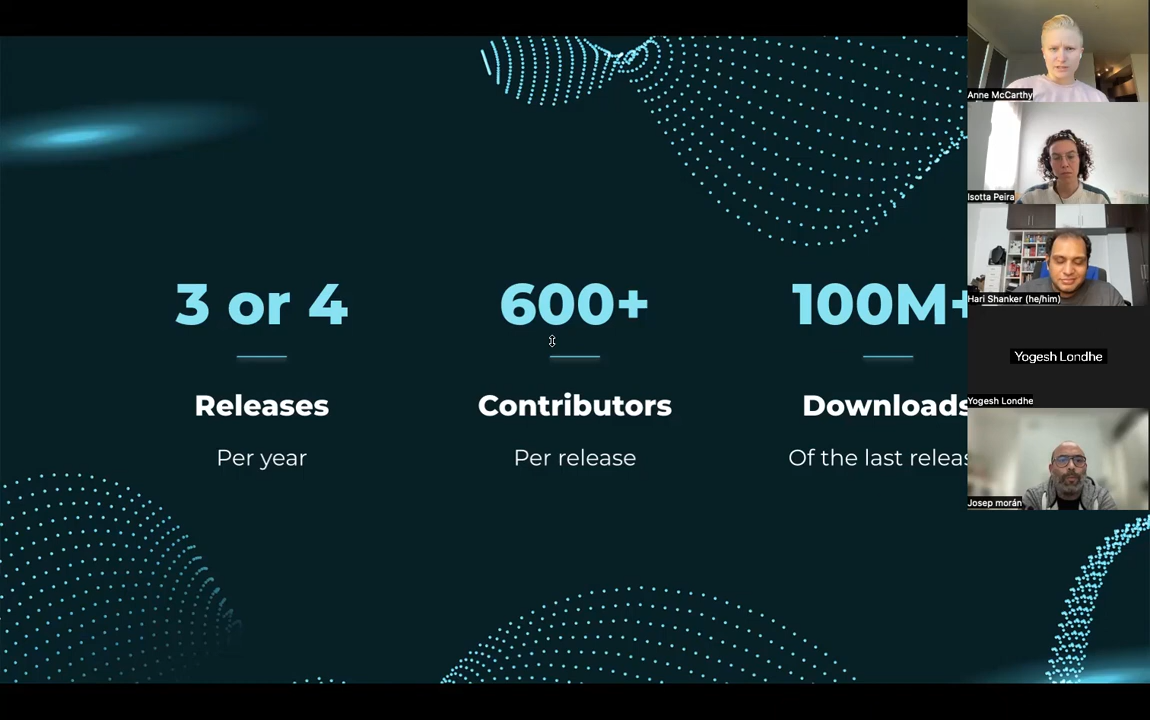 3 or 4
Releases
Per year
600+
Contributors
Per release
100M+
Downloads
Of the last releas
Anne McCarthy
Isotta Peira
Hari Shanker (he/him)
Yogesh Londhe
Yogesh Londhe
Josep morán